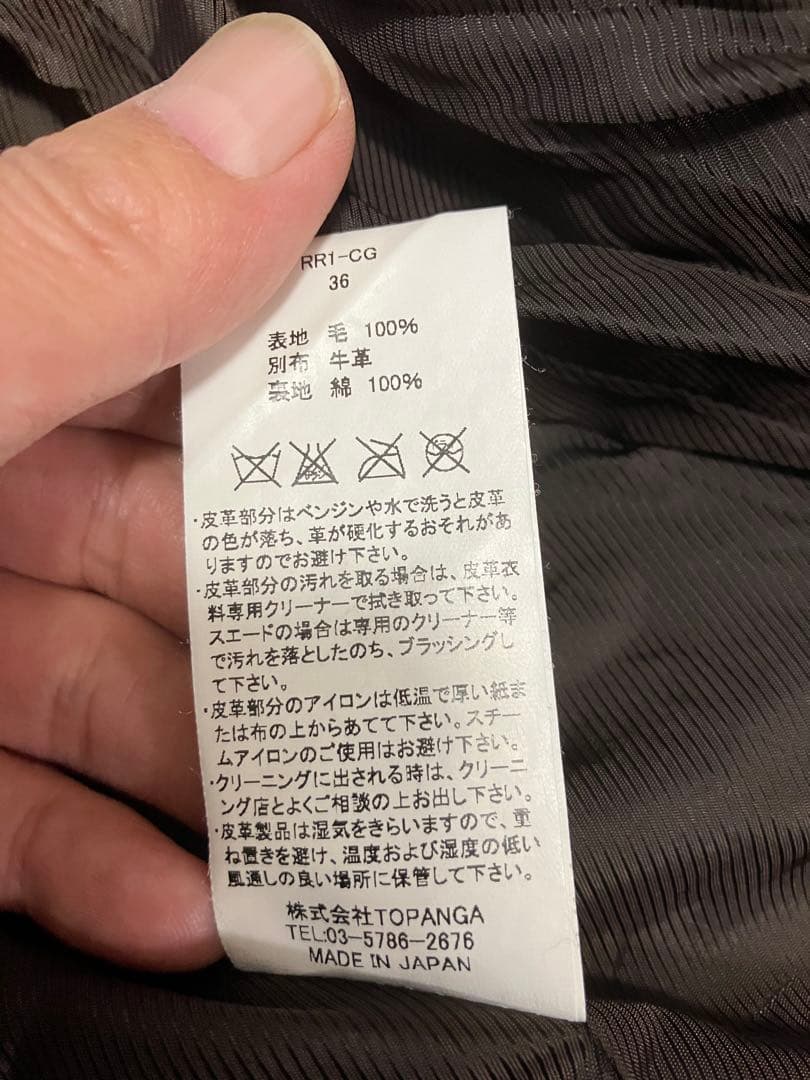 RR1-CG
36
表地 毛 100%
別布 牛革
裏地 綿 100%
・皮革部分はベンジンや水で洗うと皮革
の色が落ち、革が硬化するおそれがあ
りますのでお避け下さい。
・皮革部分の汚れを取る場合は、皮革衣
料専用クリーナーで拭き取って下さい。
スエードの場合は専用のクリーナー等
で汚れを落としたのち、ブラッシングし
て下さい。
・皮革部分のアイロンは低温で厚い紙ま
たは布の上からあてて下さい。スチー
ムアイロンのご使用はお避け下さい。
・クリーニングに出される時は、クリーニ
ング店とよくご相談の上お出し下さい。
・皮革製品は湿気をきらいますので、重
ね置きを避け、温度および湿度の低い
風通しの良い場所に保管して下さい。
株式会社TOPANGA
TEL:03-5786-2676
MADE IN JAPAN